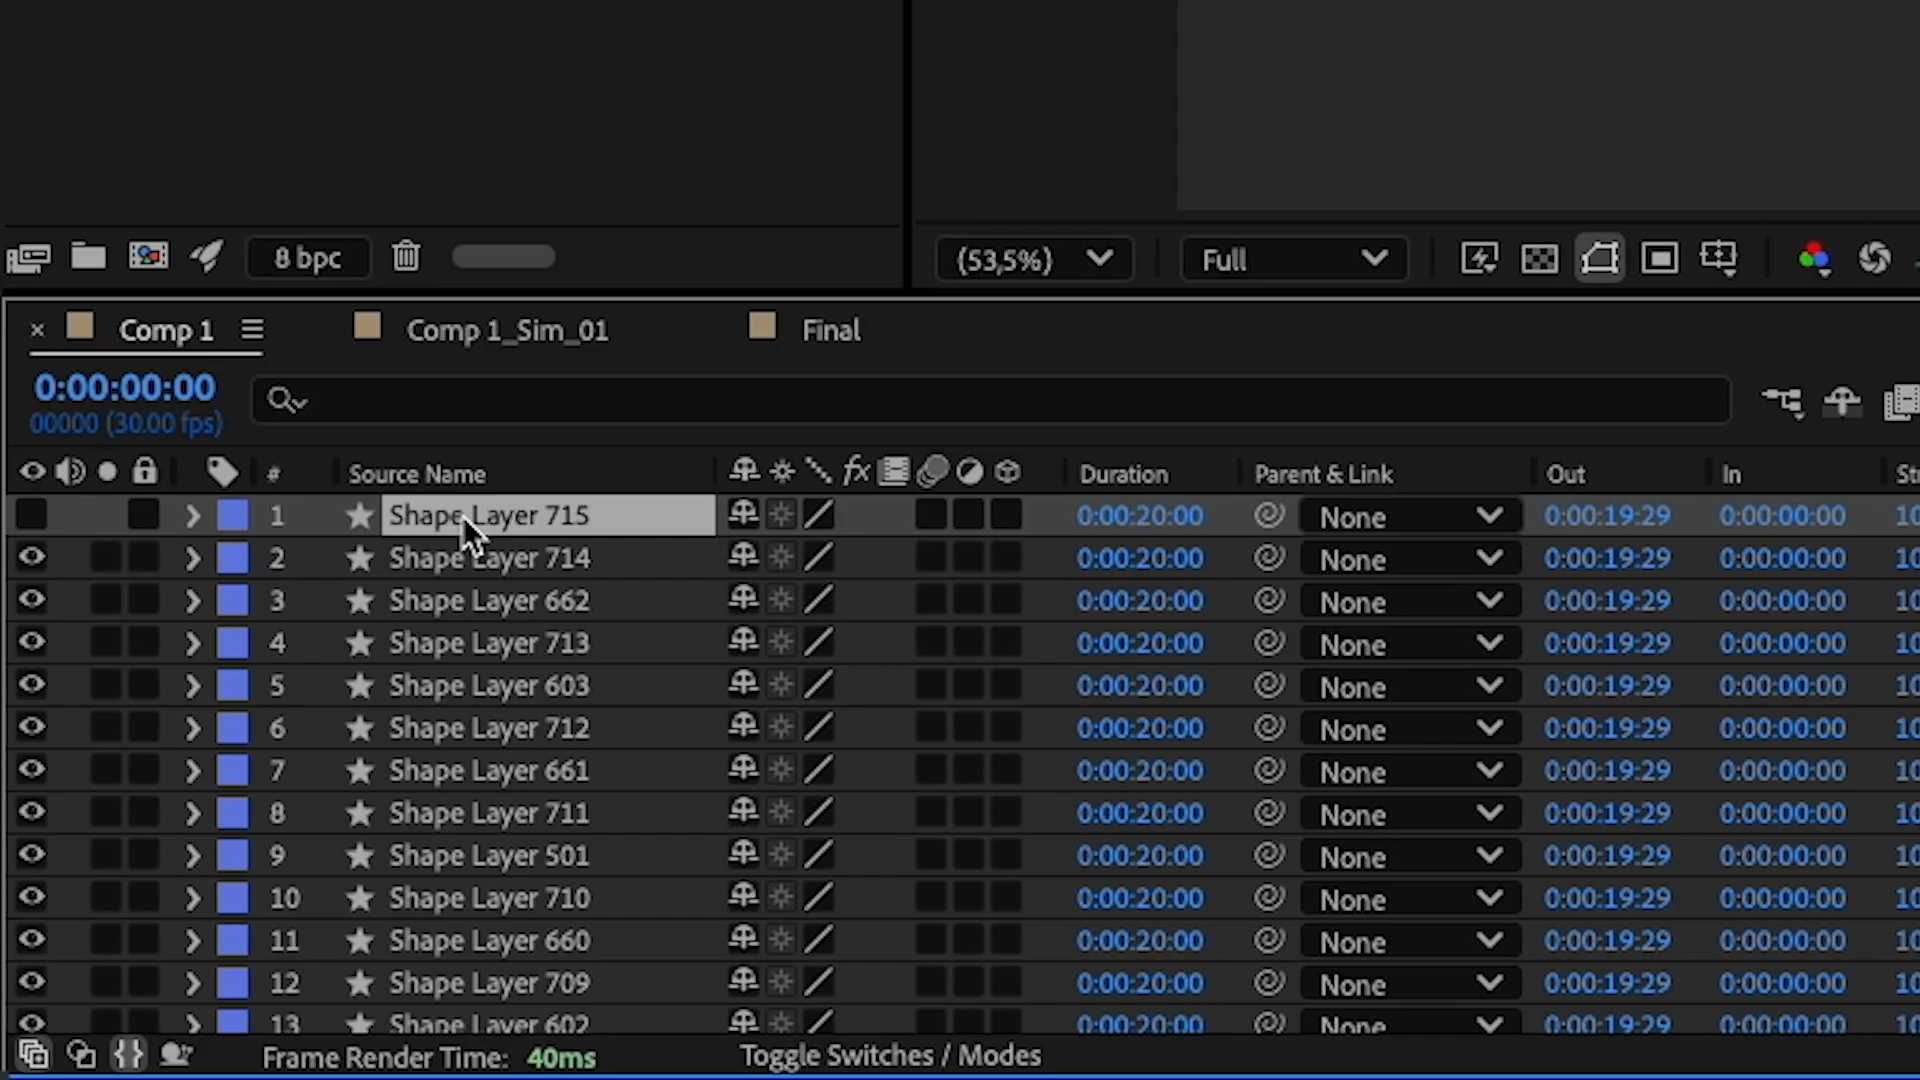 8 bpc
(53,5%)
Full
× Comp 1
Comp 1_Sim_01
Final
0:00:00:00
00000 (30.00 fps)
# Source Name fx Duration Parent & Link Out In
1 Shape Layer 715 0:00:20:00 None 0:00:19:29 0:00:00:00
2 Shape Layer 714 0:00:20:00 None 0:00:19:29 0:00:00:00
3 Shape Layer 662 0:00:20:00 None 0:00:19:29 0:00:00:00
4 Shape Layer 713 0:00:20:00 None 0:00:19:29 0:00:00:00
5 Shape Layer 603 0:00:20:00 None 0:00:19:29 0:00:00:00
6 Shape Layer 712 0:00:20:00 None 0:00:19:29 0:00:00:00
7 Shape Layer 661 0:00:20:00 None 0:00:19:29 0:00:00:00
8 Shape Layer 711 0:00:20:00 None 0:00:19:29 0:00:00:00
9 Shape Layer 501 0:00:20:00 None 0:00:19:29 0:00:00:00
10 Shape Layer 710 0:00:20:00 None 0:00:19:29 0:00:00:00
11 Shape Layer 660 0:00:20:00 None 0:00:19:29 0:00:00:00
12 Shape Layer 709 0:00:20:00 None 0:00:19:29 0:00:00:00
13 Shape Layer 602 0:00:20:00 None 0:00:19:29 0:00:00:00
Frame Render Time: 40ms
Toggle Switches / Modes